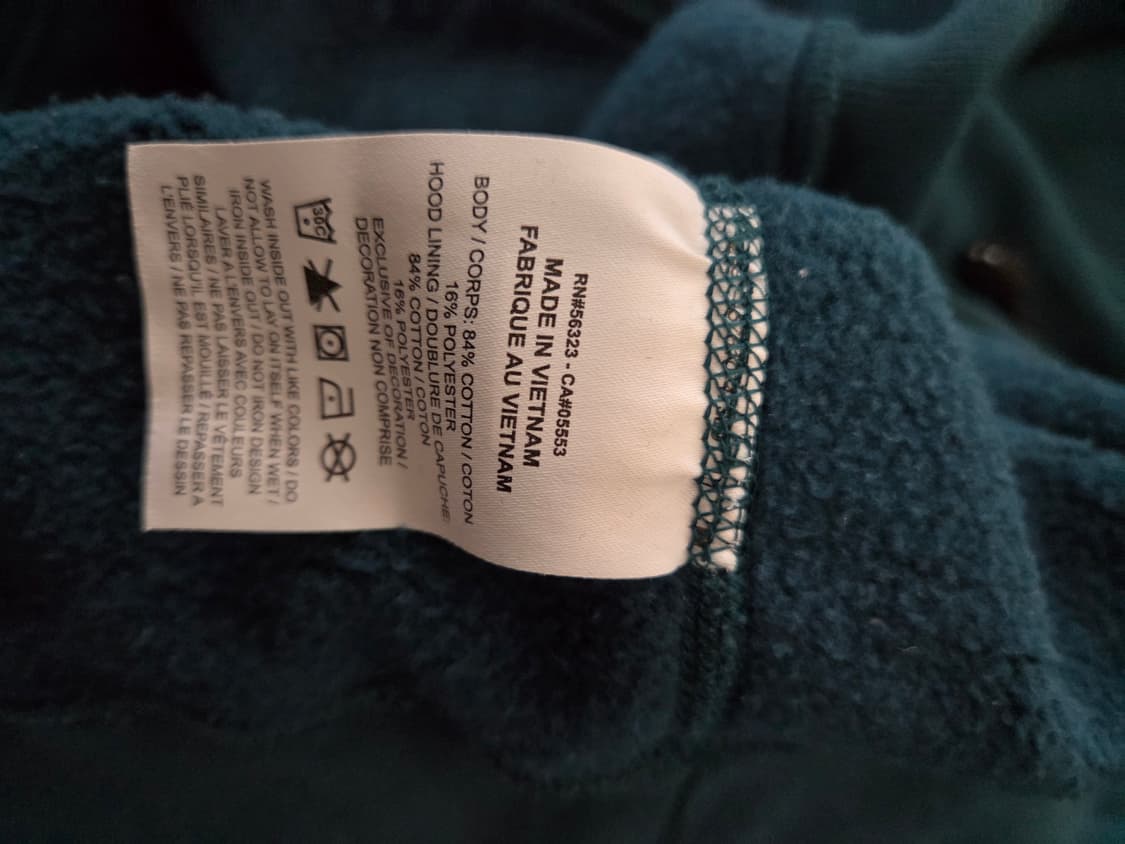 RN#56323 - CA#05553
MADE IN VIETNAM
FABRIQUE AU VIETNAM
BODY / CORPS: 84% COTTON / COTON
16% POLYESTER
HOOD LINING / DOUBLURE DE CAPUCHE:
84% COTTON / COTON
16% POLYESTER
EXCLUSIVE OF DECORATION /
DECORATION NON COMPRISE
30C
WASH INSIDE OUT WITH LIKE COLORS / DO
NOT ALLOW TO LAY ON ITSELF WHEN WET /
IRON INSIDE OUT / DO NOT IRON DESIGN
LAVER A L'ENVERS AVEC COULEURS
SIMILAIRES / NE PAS LAISSER LE VÊTEMENT
PLIÉ LORSQU'IL EST MOUILLÉ / REPASSER A
L'ENVERS / NE PAS REPASSER LE DESSIN